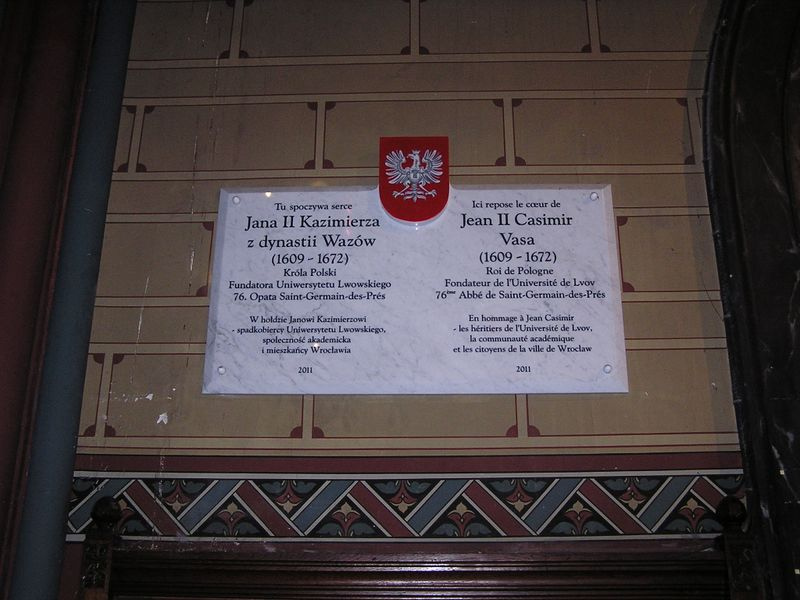 Tu spoczywa serce
Jana II Kazimierza
z dynastii Wazów
(1609 - 1672)
Króla Polski
Fundatora Uniwersytetu Lwowskiego
76. Opata Saint-Germain-des-Prés
W hołdzie Janowi Kazimierzowi
- spadkobiercy Uniwersytetu Lwowskiego,
społeczność akademicka
i mieszkańcy Wrocławia
2011
Ici repose le cœur de
Jean II Casimir
Vasa
(1609 - 1672)
Roi de Pologne
Fondateur de l'Université de Lvov
76ème Abbé de Saint-Germain-des-Prés
En hommage à Jean Casimir
- les héritiers de l'Université de Lvov,
la communauté académique
et les citoyens de la ville de Wrocław
2011